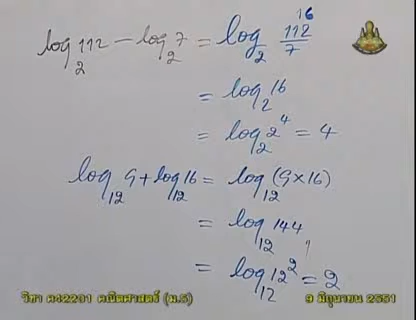 log₂112 − log₂7 = log₂ 112/7 16
= log₂16
= log₂2⁴ = 4
log₁₂9 + log₁₂16 = log₁₂(9×16)
= log₁₂144
= log₁₂12² = 2
วิชา ค42201 คณิตศาสตร์ (ม.5) 9 มิถุนายน 2551